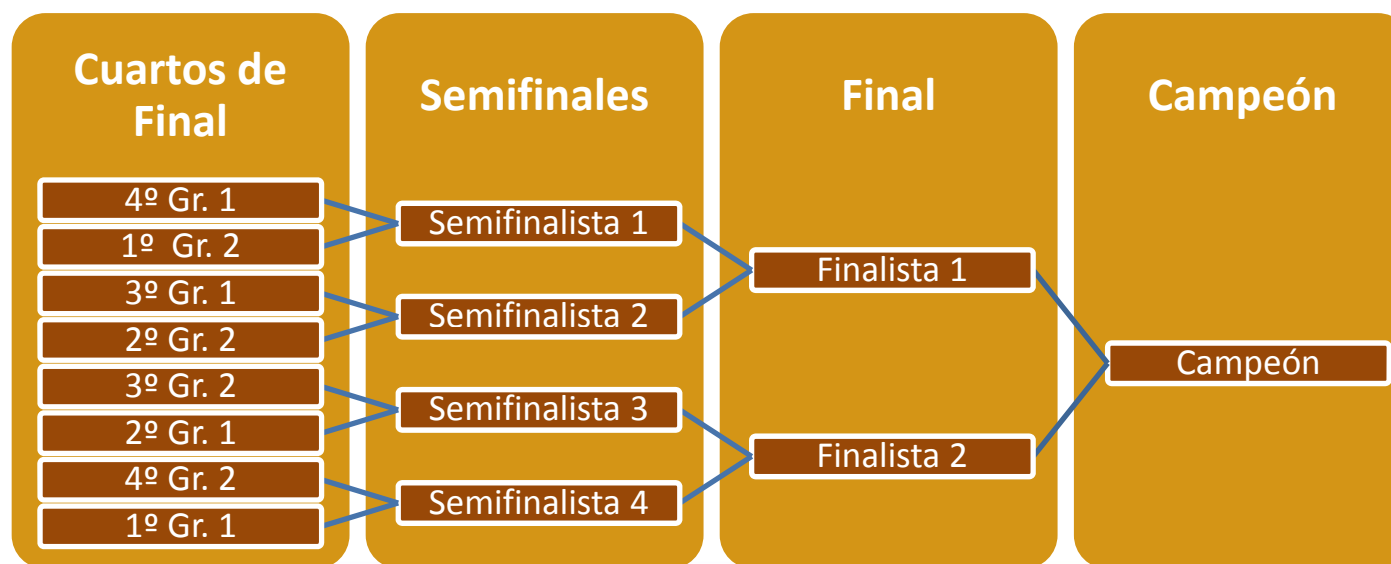 Cuartos de
Final
4º Gr. 1
1º Gr. 2
3º Gr. 1
2º Gr. 2
3º Gr. 2
2º Gr. 1
4º Gr. 2
1º Gr. 1
Semifinales
Semifinalista 1
Semifinalista 2
Semifinalista 3
Semifinalista 4
Final
Finalista 1
Finalista 2
Campeón
Campeón